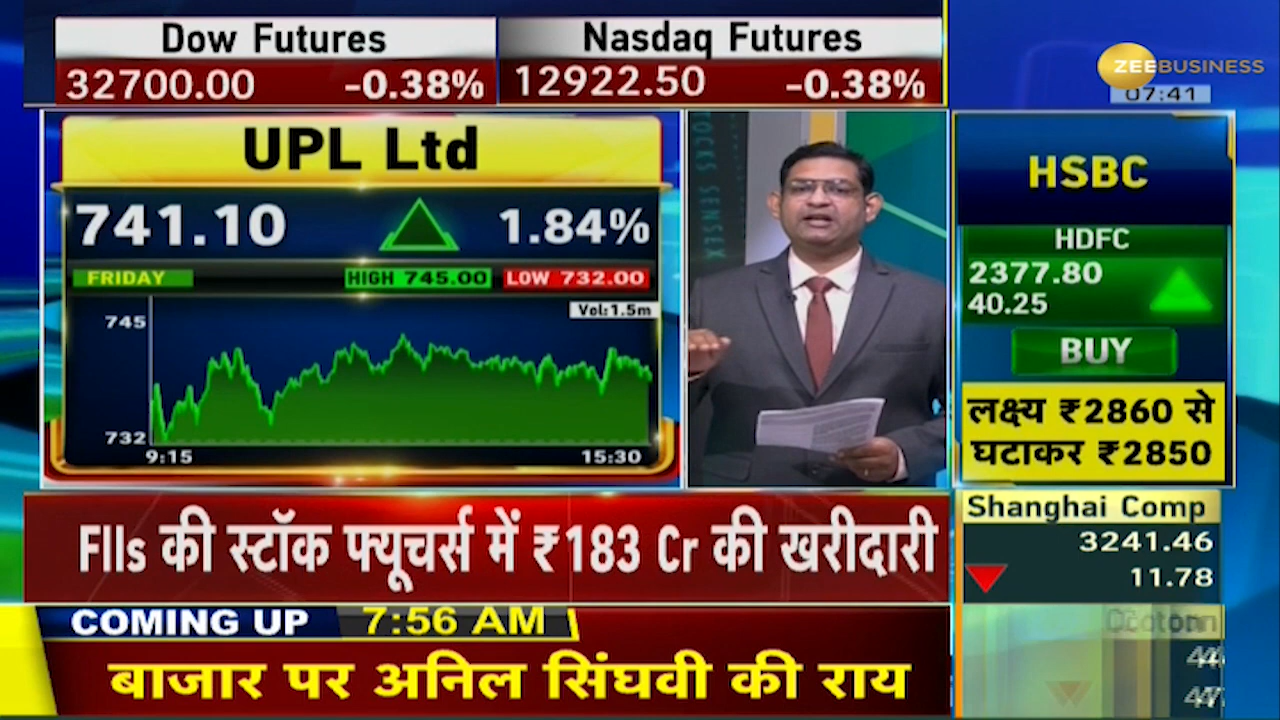 Dow Futures
32700.00 -0.38%
Nasdaq Futures
12922.50 -0.38%
ZEEBUSINESS
07:41
UPL Ltd
741.10 1.84%
FRIDAY HIGH 745.00 LOW 732.00
Vol:1.5m
745
732
9:15 15:30
STOCKS SENSEX
HSBC
HDFC
2377.80
40.25
BUY
लक्ष्य ₹2860 से
घटाकर ₹2850
FIIs की स्टॉक फ्यूचर्स में ₹183 Cr की खरीदारी
Shanghai Comp
3241.46
11.78
COMING UP 7:56 AM
बाजार पर अनिल सिंघवी की राय